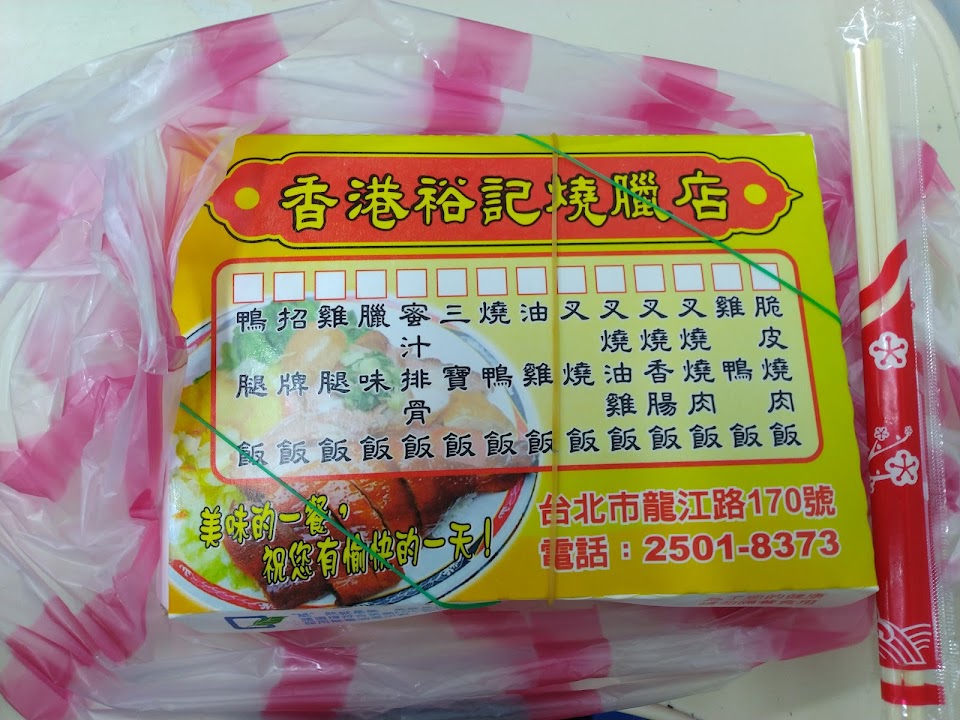 香港裕記燒臘店
脆皮燒肉飯
雞鴨飯
叉燒燒肉飯
叉燒香腸飯
叉燒油雞飯
叉燒飯
油雞飯
燒鴨飯
三寶飯
蜜汁排骨飯
臘味飯
雞腿飯
招牌飯
鴨腿飯
美味的一餐，
祝您有愉快的一天！
台北市龍江路170號
電話：2501-8373